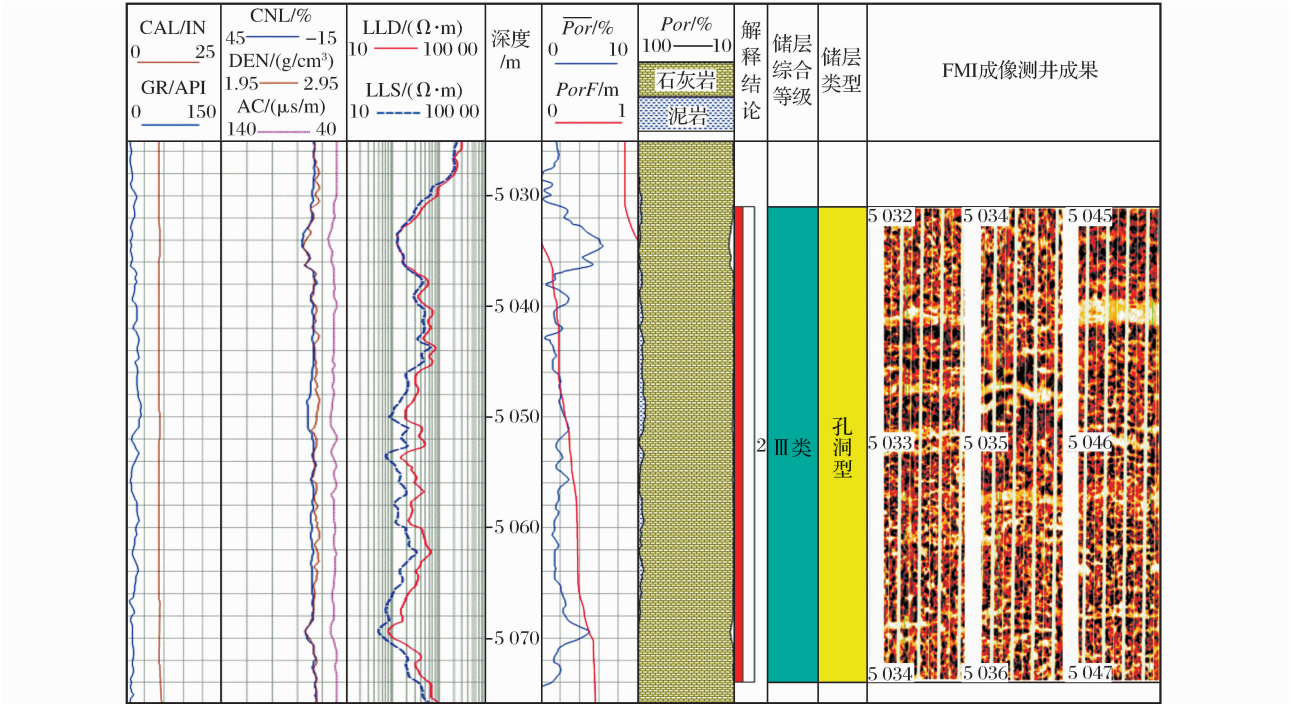 CAL/IN
0 25
GR/API
0 150
CNL/%
45 -15
DEN/(g/cm³)
1.95 2.95
AC/(μs/m)
140 40
LLD/(Ω·m)
10 100 00
LLS/(Ω·m)
10 100 00
深度
/m
Por/%
0 10
PorF/m
0 1
Por/%
100 10
石灰岩
泥岩
解
释
结
论
储层
综合
等级
储层
类型
FMI成像测井成果
5 030
5 040
5 050
5 060
5 070
2
Ⅲ类
孔
洞
型
5 032 5 034 5 045
5 033 5 035 5 046
5 034 5 036 5 047